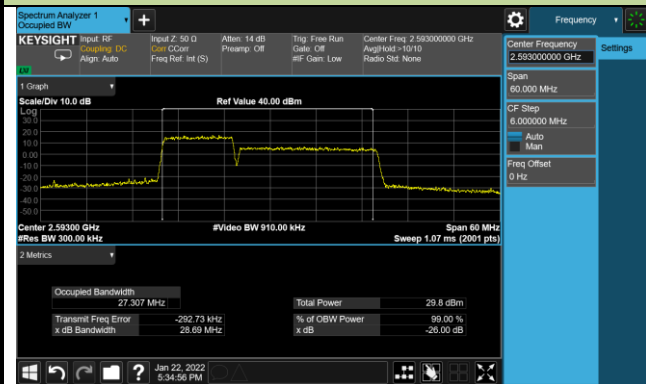 Spectrum Analyzer 1
Occupied BW
+
Frequency
KEYSIGHT
Input: RF
Coupling: DC
Align: Auto
Input Z: 50 Ω
Corr CCorr
Freq Ref: Int (S)
Atten: 14 dB
Preamp: Off
Trig: Free Run
Gate: Off
#IF Gain: Low
Center Freq: 2.593000000 GHz
Avg|Hold:>10/10
Radio Std: None
Center Frequency
2.593000000 GHz
Settings
Span
60.000 MHz
CF Step
6.000000 MHz
Auto
Man
Freq Offset
0 Hz
1 Graph
Scale/Div 10.0 dB
Ref Value 40.00 dBm
Log
30.0
20.0
10.0
0.00
-10.0
-20.0
-30.0
-40.0
-50.0
Center 2.59300 GHz
#Video BW 910.00 kHz
Span 60 MHz
#Res BW 300.00 kHz
Sweep 1.07 ms (2001 pts)
2 Metrics
Occupied Bandwidth
27.307 MHz
Total Power 29.8 dBm
Transmit Freq Error -292.73 kHz
% of OBW Power 99.00 %
x dB Bandwidth 28.69 MHz
x dB -26.00 dB
?
Jan 22, 2022
5:34:56 PM